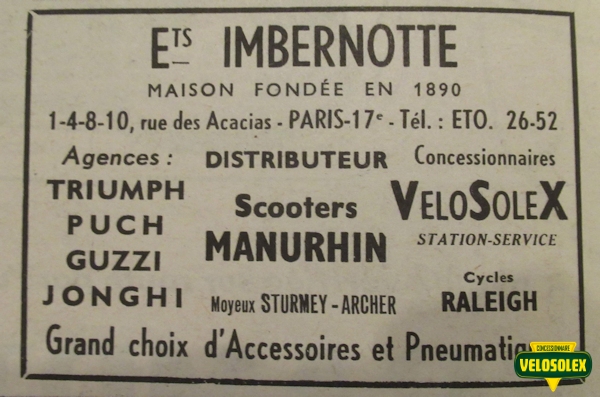 ETS IMBERNOTTE
MAISON FONDÉE EN 1890
1-4-8-10, rue des Acacias - PARIS-17e - Tél. : ETO. 26-52
Agences :
TRIUMPH
PUCH
GUZZI
JONGHI
DISTRIBUTEUR
Scooters
MANURHIN
Moyeux STURMEY-ARCHER
Concessionnaires
VELOSOLEX
STATION-SERVICE
Cycles
RALEIGH
Grand choix d'Accessoires et Pneumatiq
CONCESSIONNAIRE
VELOSOLEX